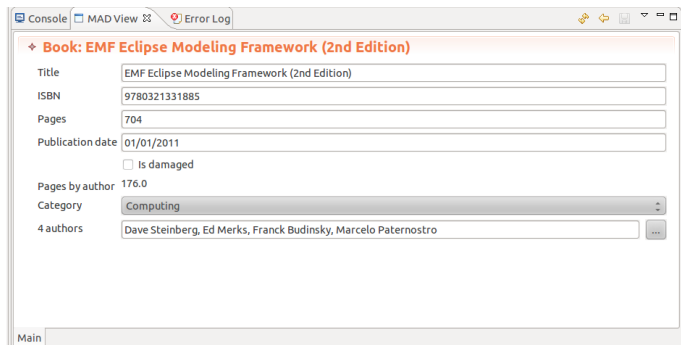 Console MAD View Error Log
Book: EMF Eclipse Modeling Framework (2nd Edition)
Title EMF Eclipse Modeling Framework (2nd Edition)
ISBN 9780321331885
Pages 704
Publication date 01/01/2011
Is damaged
Pages by author 176.0
Category Computing
4 authors Dave Steinberg, Ed Merks, Franck Budinsky, Marcelo Paternostro ...
Main